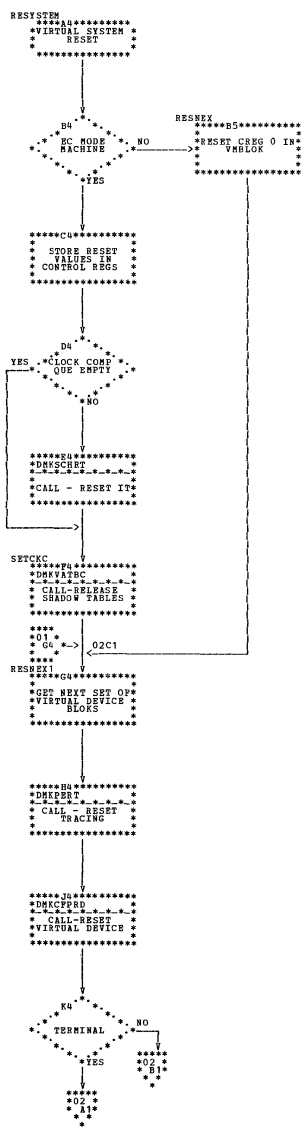 RESYSTEM
A4
VIRTUAL SYSTEM
RESET
B4
EC MODE
MACHINE
NO
YES
RESNEX
B5
RESET CREG 0 IN
VMBLOK
C4
STORE RESET
VALUES IN
CONTROL REGS
D4
YES
CLOCK COMP
QUE EMPTY
NO
E4
DMKSCHRT
CALL - RESET IT
SETCKC
F4
DMKVATBC
CALL-RELEASE
SHADOW TABLES
01
G4
02C1
RESNEX1
G4
GET NEXT SET OF
VIRTUAL DEVICE
BLOKS
H4
DMKPERT
CALL - RESET
TRACING
J4
DMKCFPRD
CALL-RESET
VIRTUAL DEVICE
K4
TERMINAL
NO
YES
02
B1
02
A1